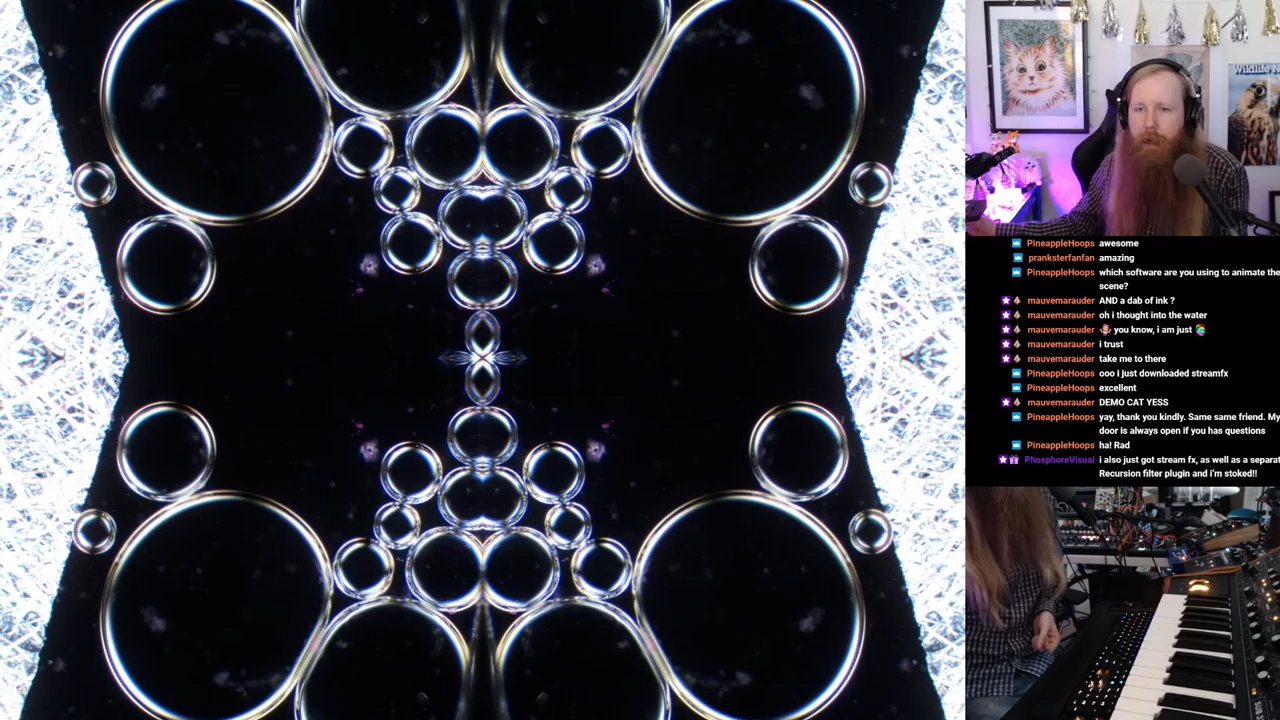 Wildlife
PineappleHoops awesome
pranksterfanfan amazing
PineappleHoops which software are you using to animate the
scene?
mauvemarauder AND a dab of ink ?
mauvemarauder oh i thought into the water
mauvemarauder you know, i am just
mauvemarauder i trust
mauvemarauder take me to there
PineappleHoops ooo i just downloaded streamfx
PineappleHoops excellent
mauvemarauder DEMO CAT YESS
PineappleHoops yay, thank you kindly. Same same friend. My
door is always open if you has questions
PineappleHoops ha! Rad
PhosphoreVisual i also just got stream fx, as well as a separat
Recursion filter plugin and i'm stoked!!
SUB